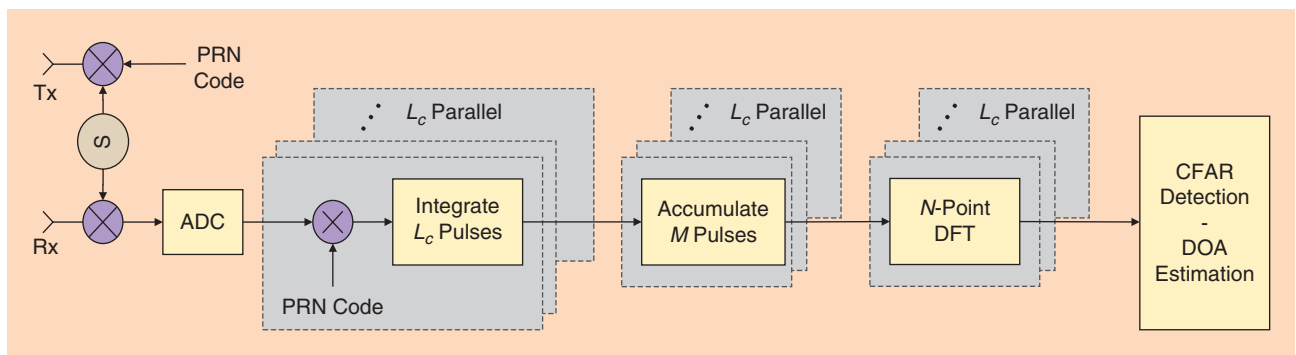 PRN
Code
Tx
S
Rx
ADC
L_c Parallel
Integrate
L_c Pulses
PRN Code
L_c Parallel
Accumulate
M Pulses
L_c Parallel
N-Point
DFT
CFAR
Detection
-
DOA
Estimation